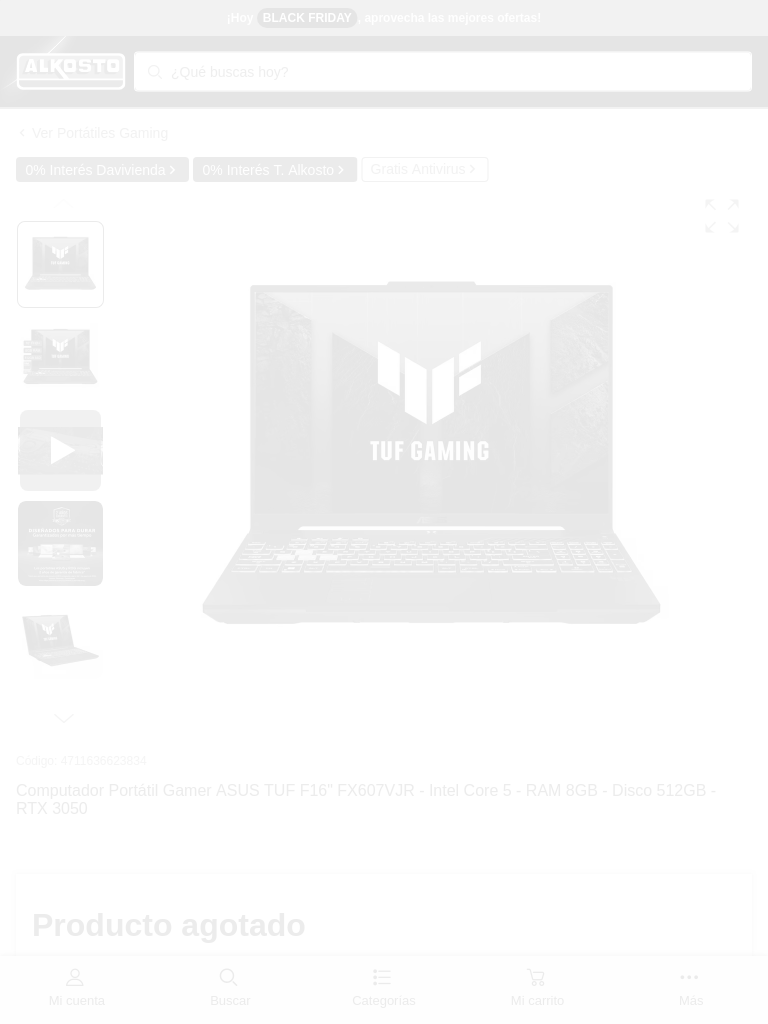 ¡Hoy BLACK FRIDAY, aprovecha las mejores ofertas!
ALKOSTO
¿Qué buscas hoy?
Ver Portátiles Gaming
0% Interés Davivienda
0% Interés T. Alkosto
Gratis Antivirus
TUF GAMING
Código: 4711636623834
Computador Portátil Gamer ASUS TUF F16" FX607VJR - Intel Core 5 - RAM 8GB - Disco 512GB -
RTX 3050
Producto agotado
Mi cuenta
Buscar
Categorías
Mi carrito
Más